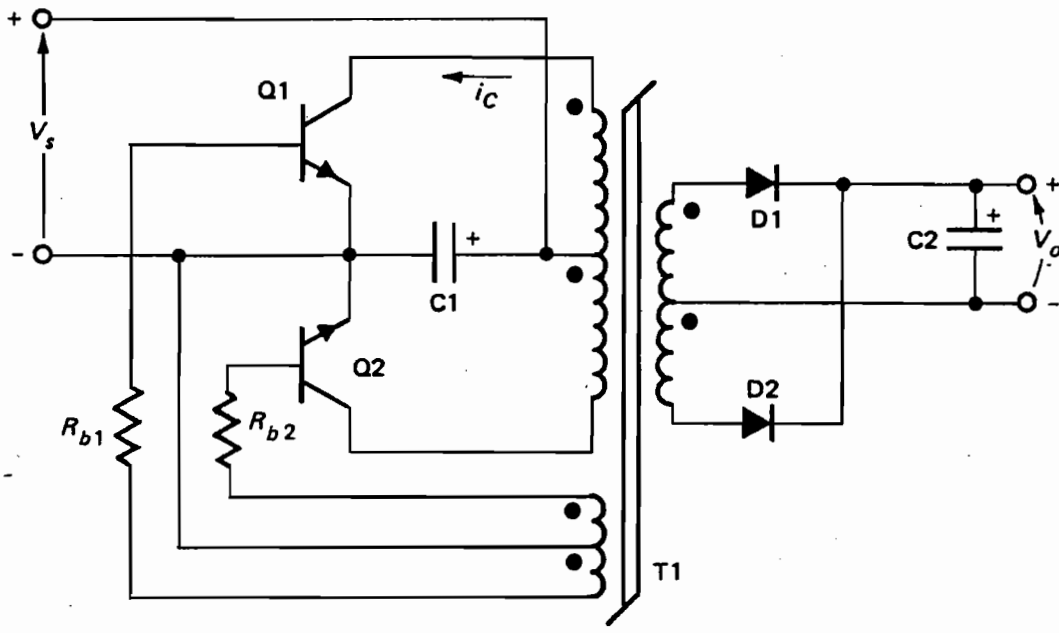 +
Q1
i_C
V_s
+
D1
+
C2
V_o
-
+
C1
-
Q2
D2
R_b1
R_b2
T1